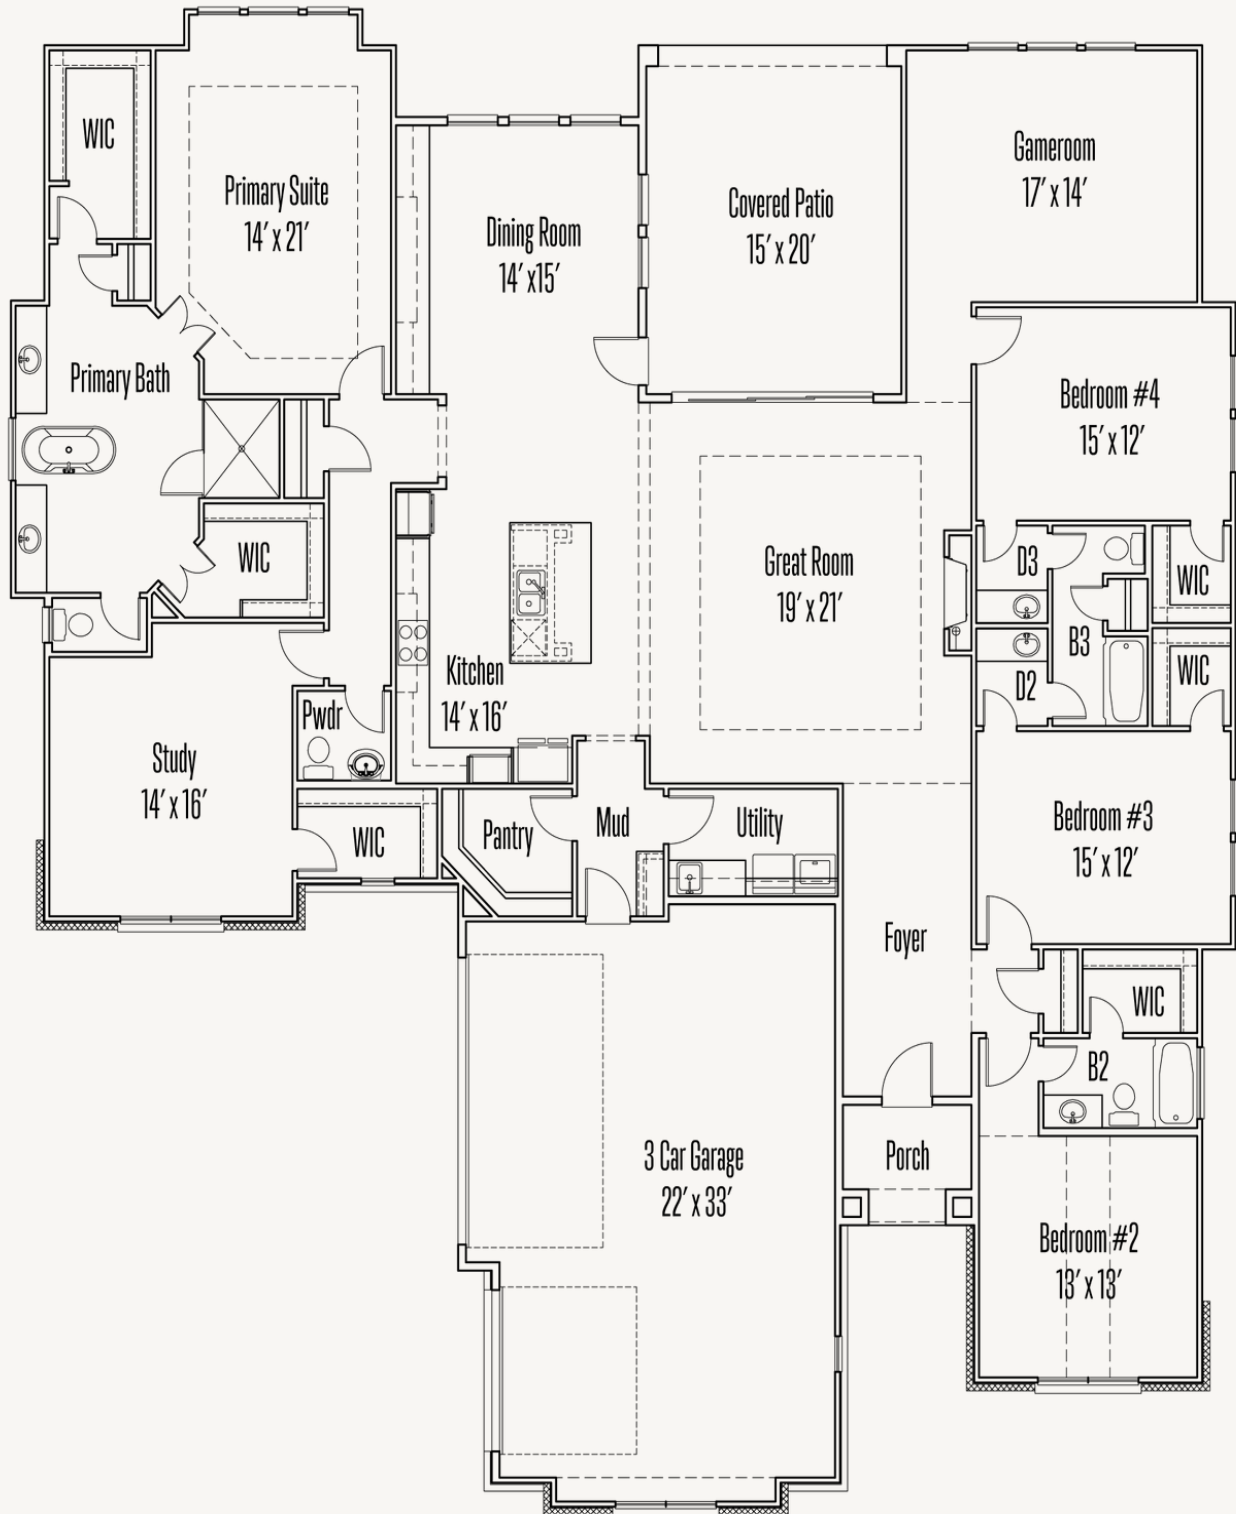 WIC
Primary Suite
14′ x 21′
Dining Room
14′ x15′
Covered Patio
15′ x 20′
Gameroom
17′ x 14′
Primary Bath
Bedroom #4
15′ x 12′
WIC
Great Room
19′ x 21′
D3
WIC
B3
Kitchen
14′ x 16′
D2
WIC
Pwdr
Study
14′ x 16′
WIC
Pantry
Mud
Utility
Bedroom #3
15′ x 12′
Foyer
WIC
B2
3 Car Garage
22′ x 33′
Porch
Bedroom #2
13′ x 13′